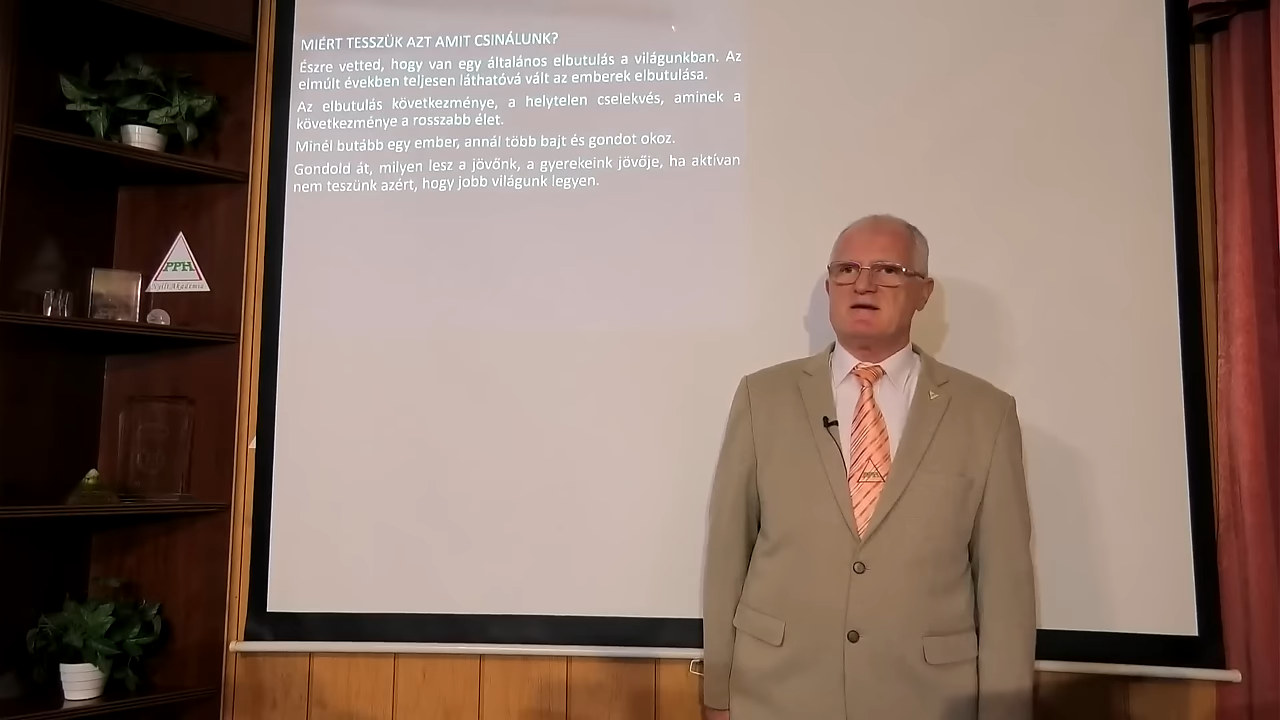 MIÉRT TESSZÜK AZT AMIT CSINÁLUNK?
Észre vetted, hogy van egy általános elbutulás a világunkban. Az
elmúlt években teljesen láthatóvá vált az emberek elbutulása.
Az elbutulás következménye, a helytelen cselekvés, aminek a
következménye a rosszabb élet.
Minél butább egy ember, annál több bajt és gondot okoz.
Gondold át, milyen lesz a jövőnk, a gyerekeink jövője, ha aktívan
nem teszünk azért, hogy jobb világunk legyen.
PPH
Nyílt Akadémia
PPH